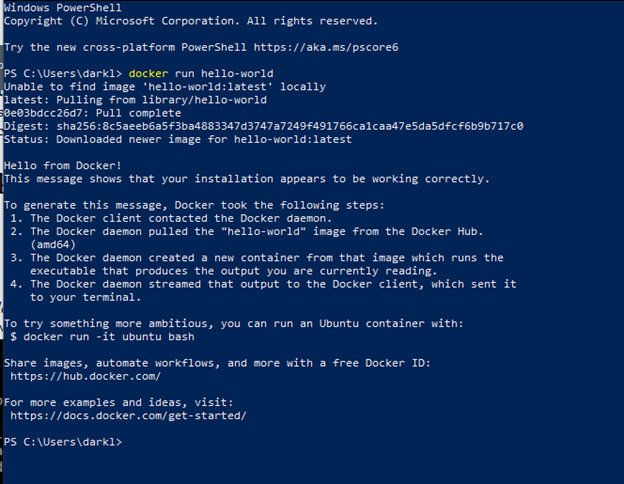 Windows PowerShell
Copyright (C) Microsoft Corporation. All rights reserved.
Try the new cross-platform PowerShell https://aka.ms/pscore6
PS C:\Users\darkl> docker run hello-world
Unable to find image 'hello-world:latest' locally
latest: Pulling from library/hello-world
0e03bdcc26d7: Pull complete
Digest: sha256:8c5aeeb6a5f3ba4883347d3747a7249f491766ca1caa47e5da5dfcf6b9b717c0
Status: Downloaded newer image for hello-world:latest
Hello from Docker!
This message shows that your installation appears to be working correctly.
To generate this message, Docker took the following steps:
1. The Docker client contacted the Docker daemon.
2. The Docker daemon pulled the "hello-world" image from the Docker Hub.
(amd64)
3. The Docker daemon created a new container from that image which runs the
executable that produces the output you are currently reading.
4. The Docker daemon streamed that output to the Docker client, which sent it
to your terminal.
To try something more ambitious, you can run an Ubuntu container with:
$ docker run -it ubuntu bash
Share images, automate workflows, and more with a free Docker ID:
https://hub.docker.com/
For more examples and ideas, visit:
https://docs.docker.com/get-started/
PS C:\Users\darkl>